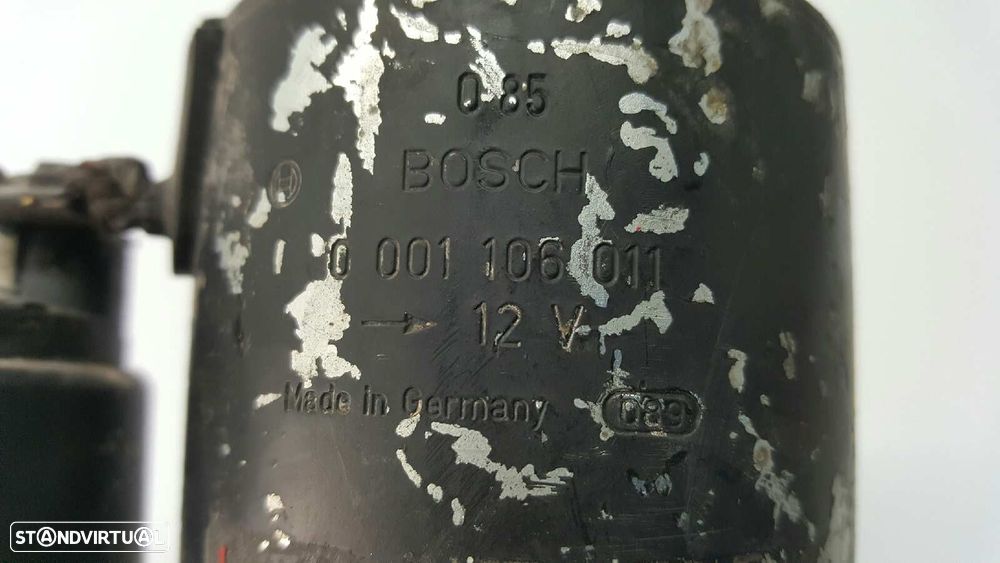 0 85
BOSCH
0 001 106 011
→ 12 V
Made in Germany 089
STANDVIRTUAL